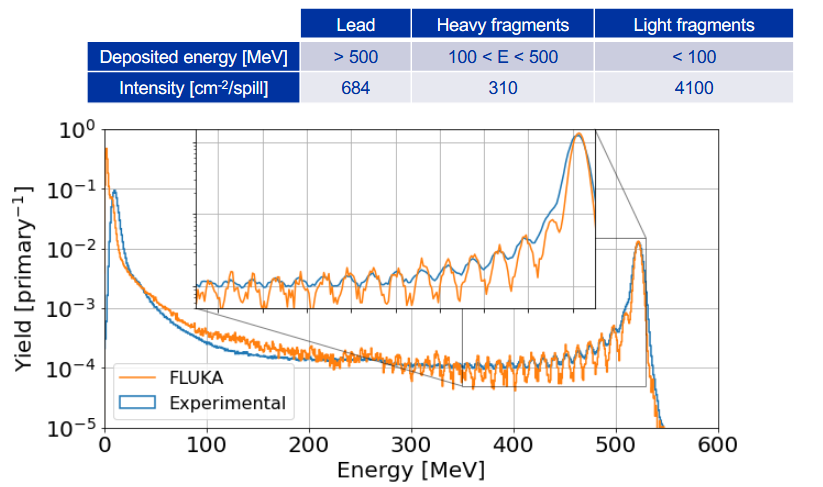 Lead Heavy fragments Light fragments
Deposited energy [MeV] > 500 100 < E < 500 < 100
Intensity [cm-2/spill] 684 310 4100
10⁰
10⁻¹
10⁻²
10⁻³
10⁻⁴
10⁻⁵
Yield [primary⁻¹]
FLUKA
Experimental
0 100 200 300 400 500 600
Energy [MeV]